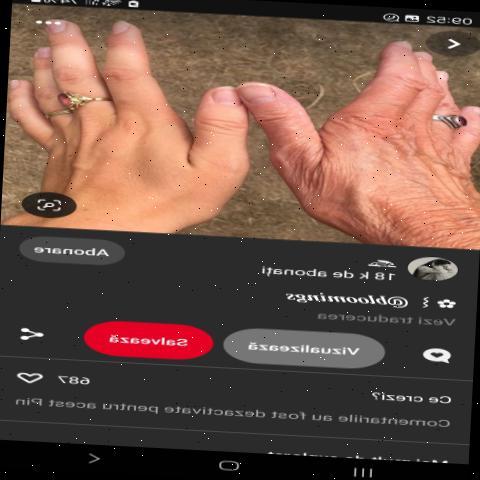 09:52
74%
Abonare
18 k de abonați
@bloomings
Vezi traducerea
Vizualizează
Salvează
Ce crezi?
687
Comentariile au fost dezactivate pentru acest Pin